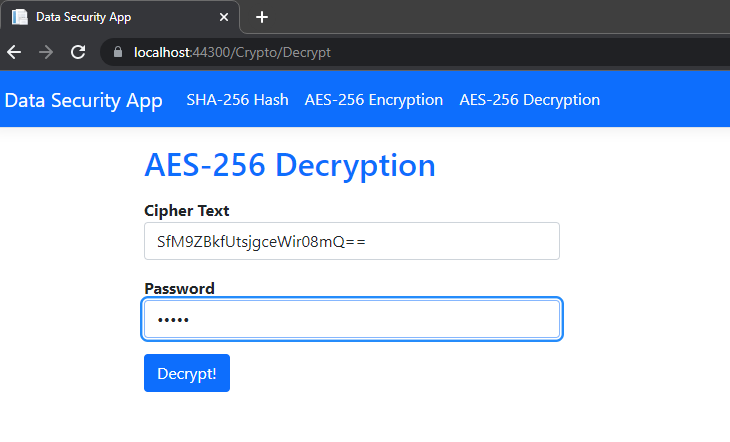 Data Security App
localhost:44300/Crypto/Decrypt
Data Security App SHA-256 Hash AES-256 Encryption AES-256 Decryption
AES-256 Decryption
Cipher Text
SfM9ZBkfUtsjgceWir08mQ==
Password
•••••
Decrypt!